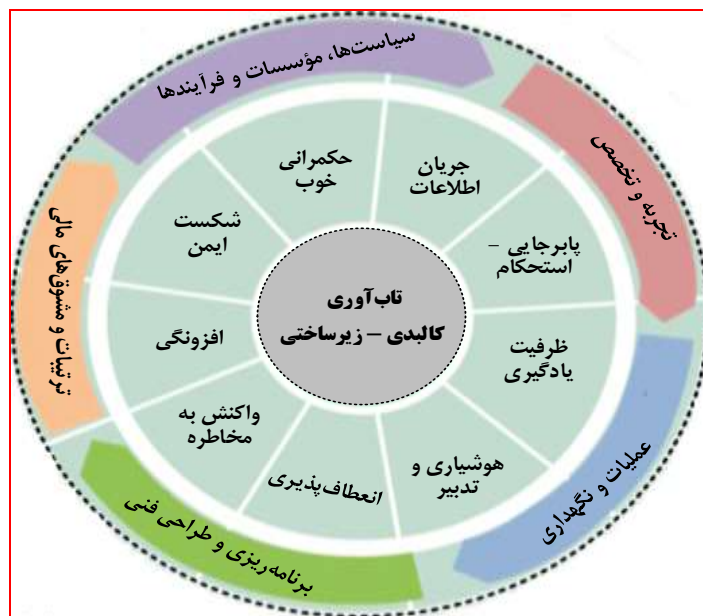 سیاست‌ها، مؤسسات و فرآیندها
تجربه و تخصص
عملیات و نگهداری
برنامه‌ریزی و طراحی فنی
ترتیبات و مشوق‌های مالی
حکمرانی
خوب
جریان
اطلاعات
پابرجایی –
استحکام
ظرفیت
یادگیری
هوشیاری و
تدبیر
انعطاف‌پذیری
واکنش به
مخاطره
افزونگی
شکست
ایمن
تاب‌آوری
کالبدی – زیرساختی